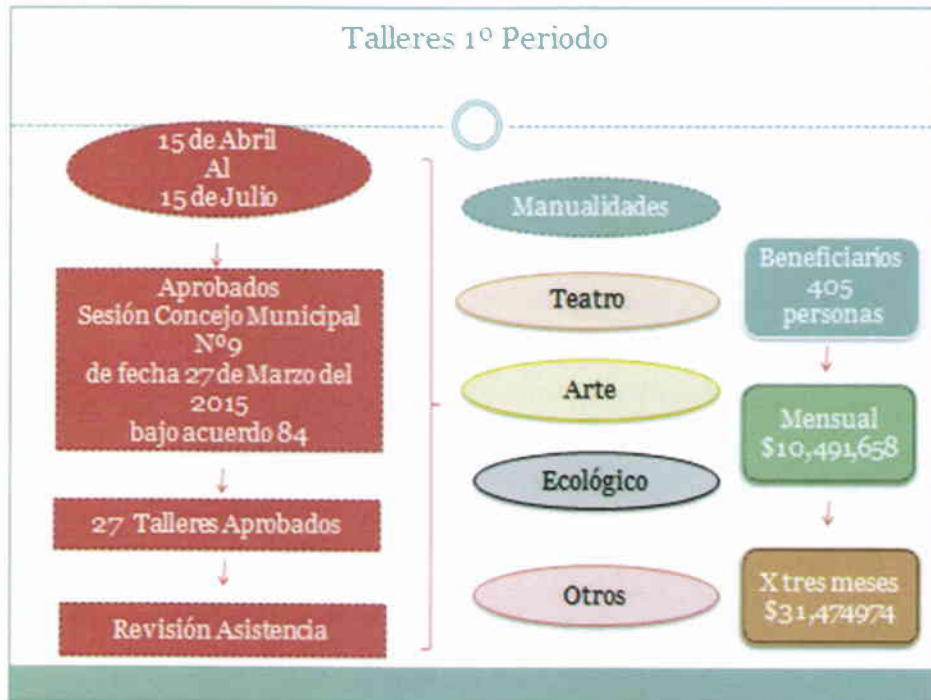 Talleres 1º Periodo
15 de Abríl
Al
15 de Julio
Aprobados
Sesión Concejo Municipal
Nº9
de fecha 27 de Marzo del
2015
bajo acuerdo 84
27 Talleres Aprobados
Revisión Asistencia
Manualidades
Teatro
Arte
Ecológico
Otros
Beneficiarios
405
personas
Mensual
$10,491,658
X tres meses
$31,474974